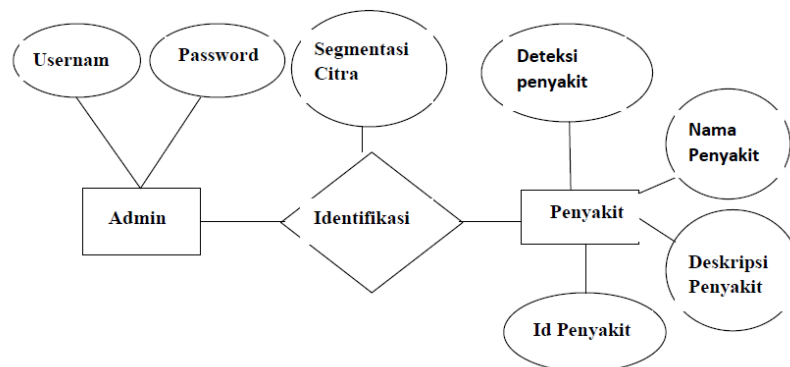 Usernam
Password
Segmentasi
Citra
Deteksi
penyakit
Nama
Penyakit
Admin
Identifikasi
Penyakit
Deskripsi
Penyakit
Id Penyakit